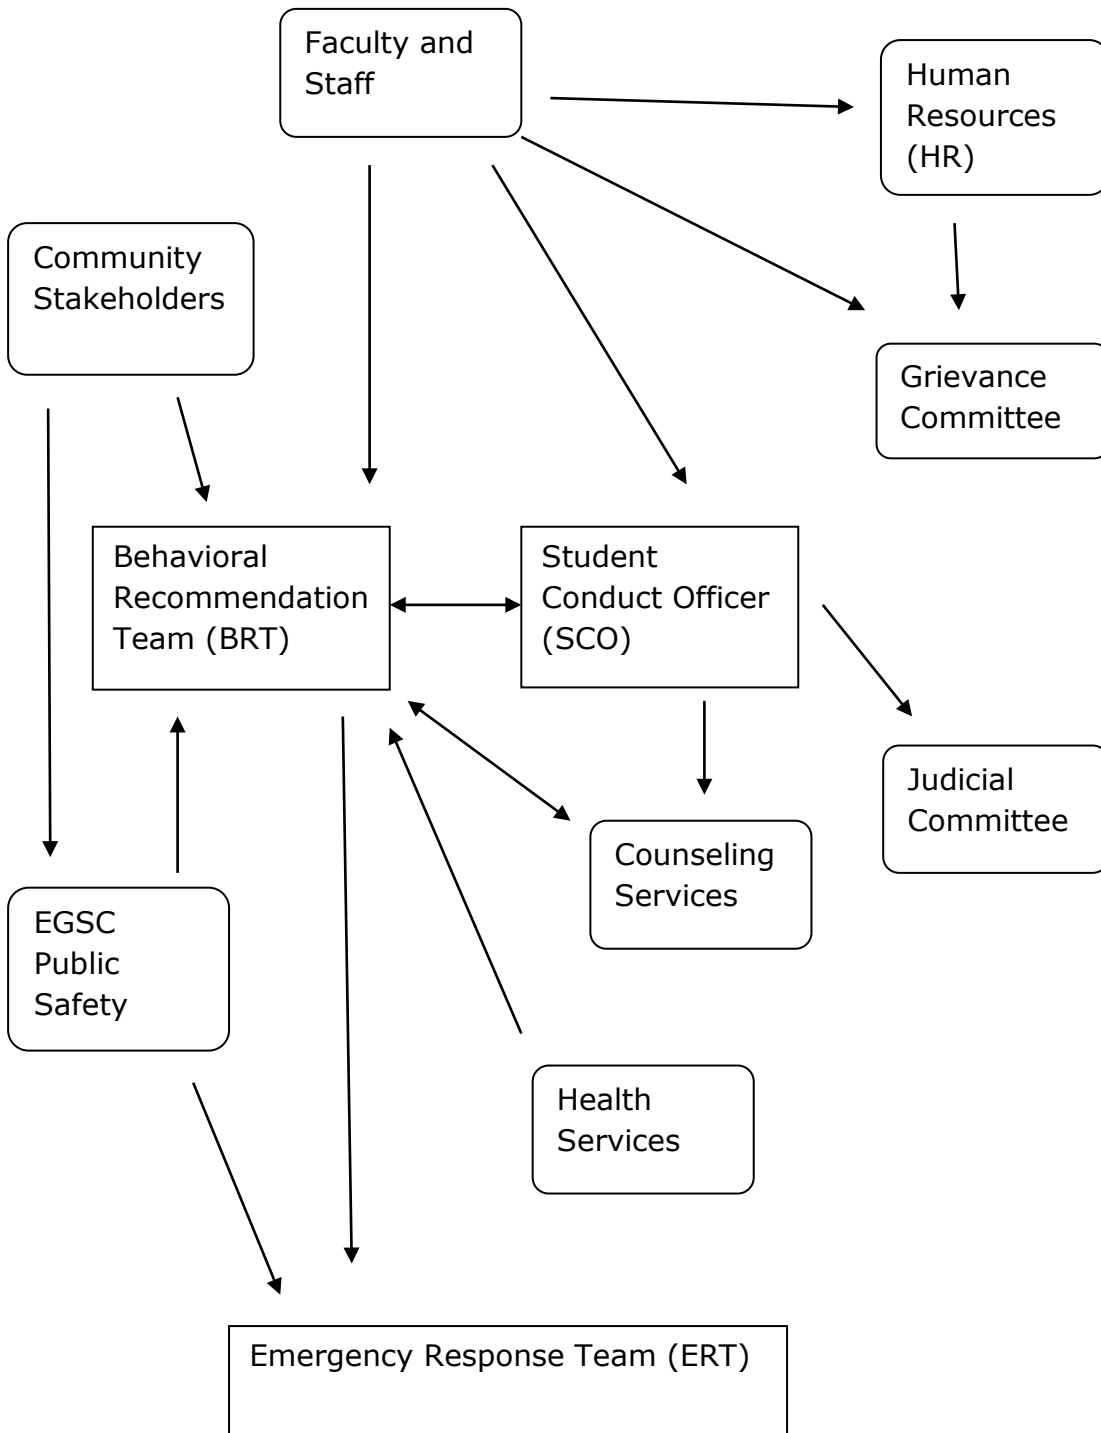 Faculty and
Staff
Human
Resources
(HR)
Community
Stakeholders
Grievance
Committee
Behavioral
Recommendation
Team (BRT)
Student
Conduct Officer
(SCO)
Judicial
Committee
Counseling
Services
EGSC
Public
Safety
Health
Services
Emergency Response Team (ERT)